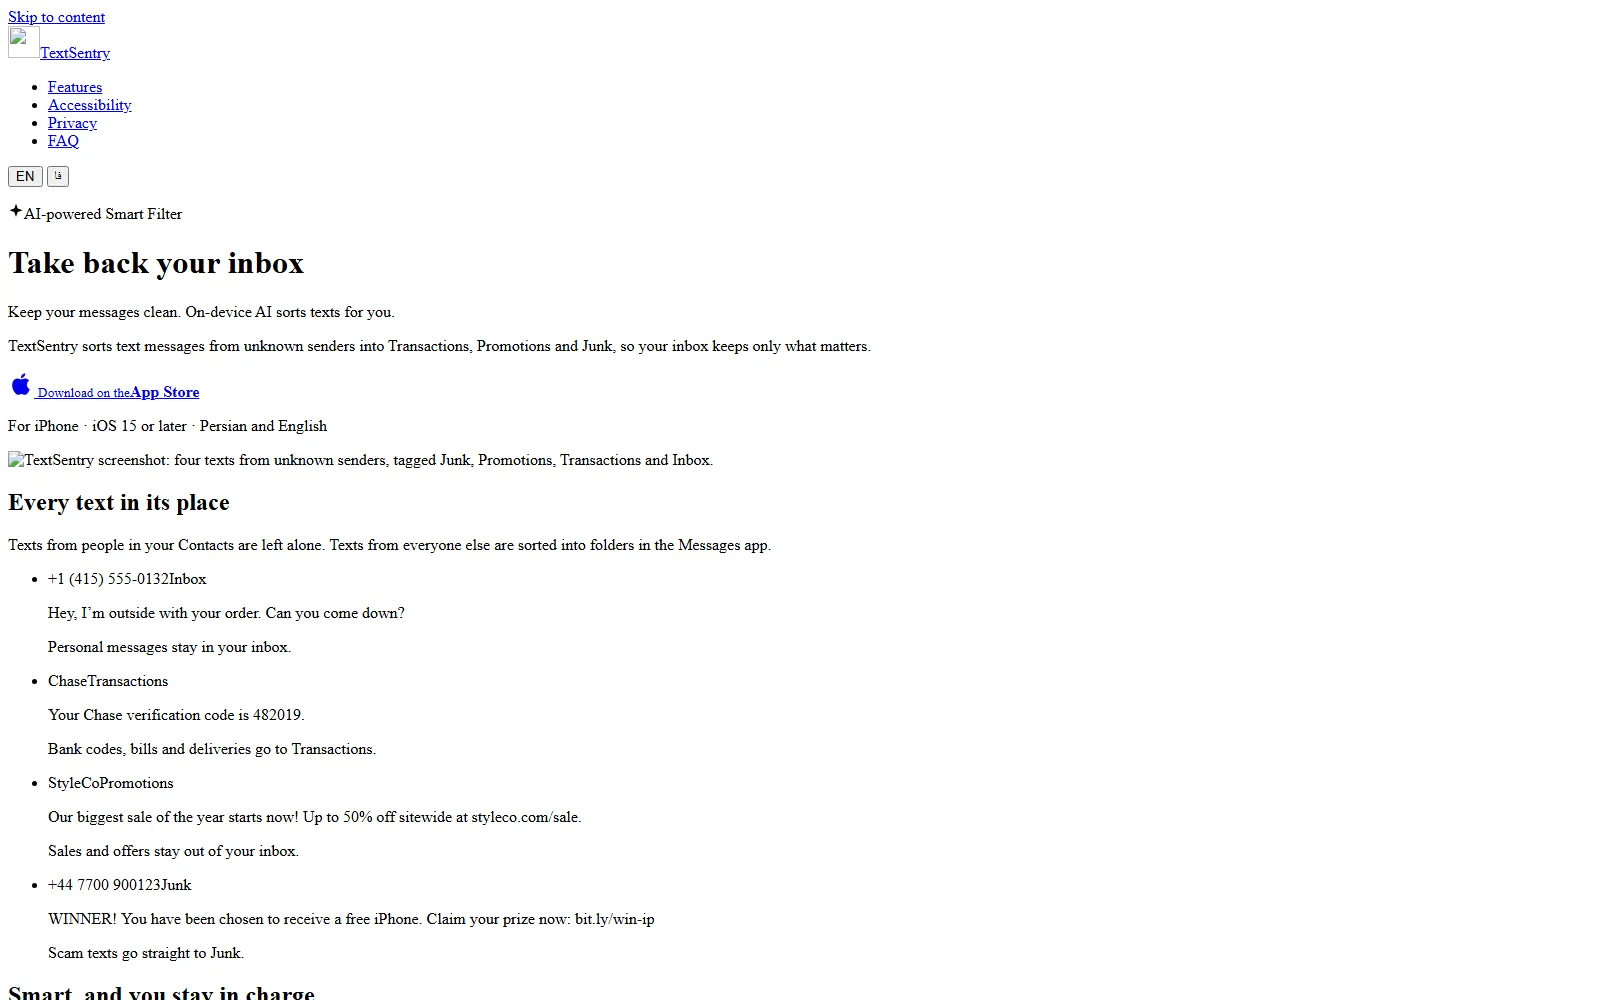 Skip to content
TextSentry
Features
Accessibility
Privacy
FAQ
EN فا
AI-powered Smart Filter
Take back your inbox
Keep your messages clean. On-device AI sorts texts for you.
TextSentry sorts text messages from unknown senders into Transactions, Promotions and Junk, so your inbox keeps only what matters.
Download on theApp Store
For iPhone · iOS 15 or later · Persian and English
TextSentry screenshot: four texts from unknown senders, tagged Junk, Promotions, Transactions and Inbox.
Every text in its place
Texts from people in your Contacts are left alone. Texts from everyone else are sorted into folders in the Messages app.
+1 (415) 555-0132Inbox
Hey, I’m outside with your order. Can you come down?
Personal messages stay in your inbox.
ChaseTransactions
Your Chase verification code is 482019.
Bank codes, bills and deliveries go to Transactions.
StyleCoPromotions
Our biggest sale of the year starts now! Up to 50% off sitewide at styleco.com/sale.
Sales and offers stay out of your inbox.
+44 7700 900123Junk
WINNER! You have been chosen to receive a free iPhone. Claim your prize now: bit.ly/win-ip
Scam texts go straight to Junk.
Smart, and you stay in charge